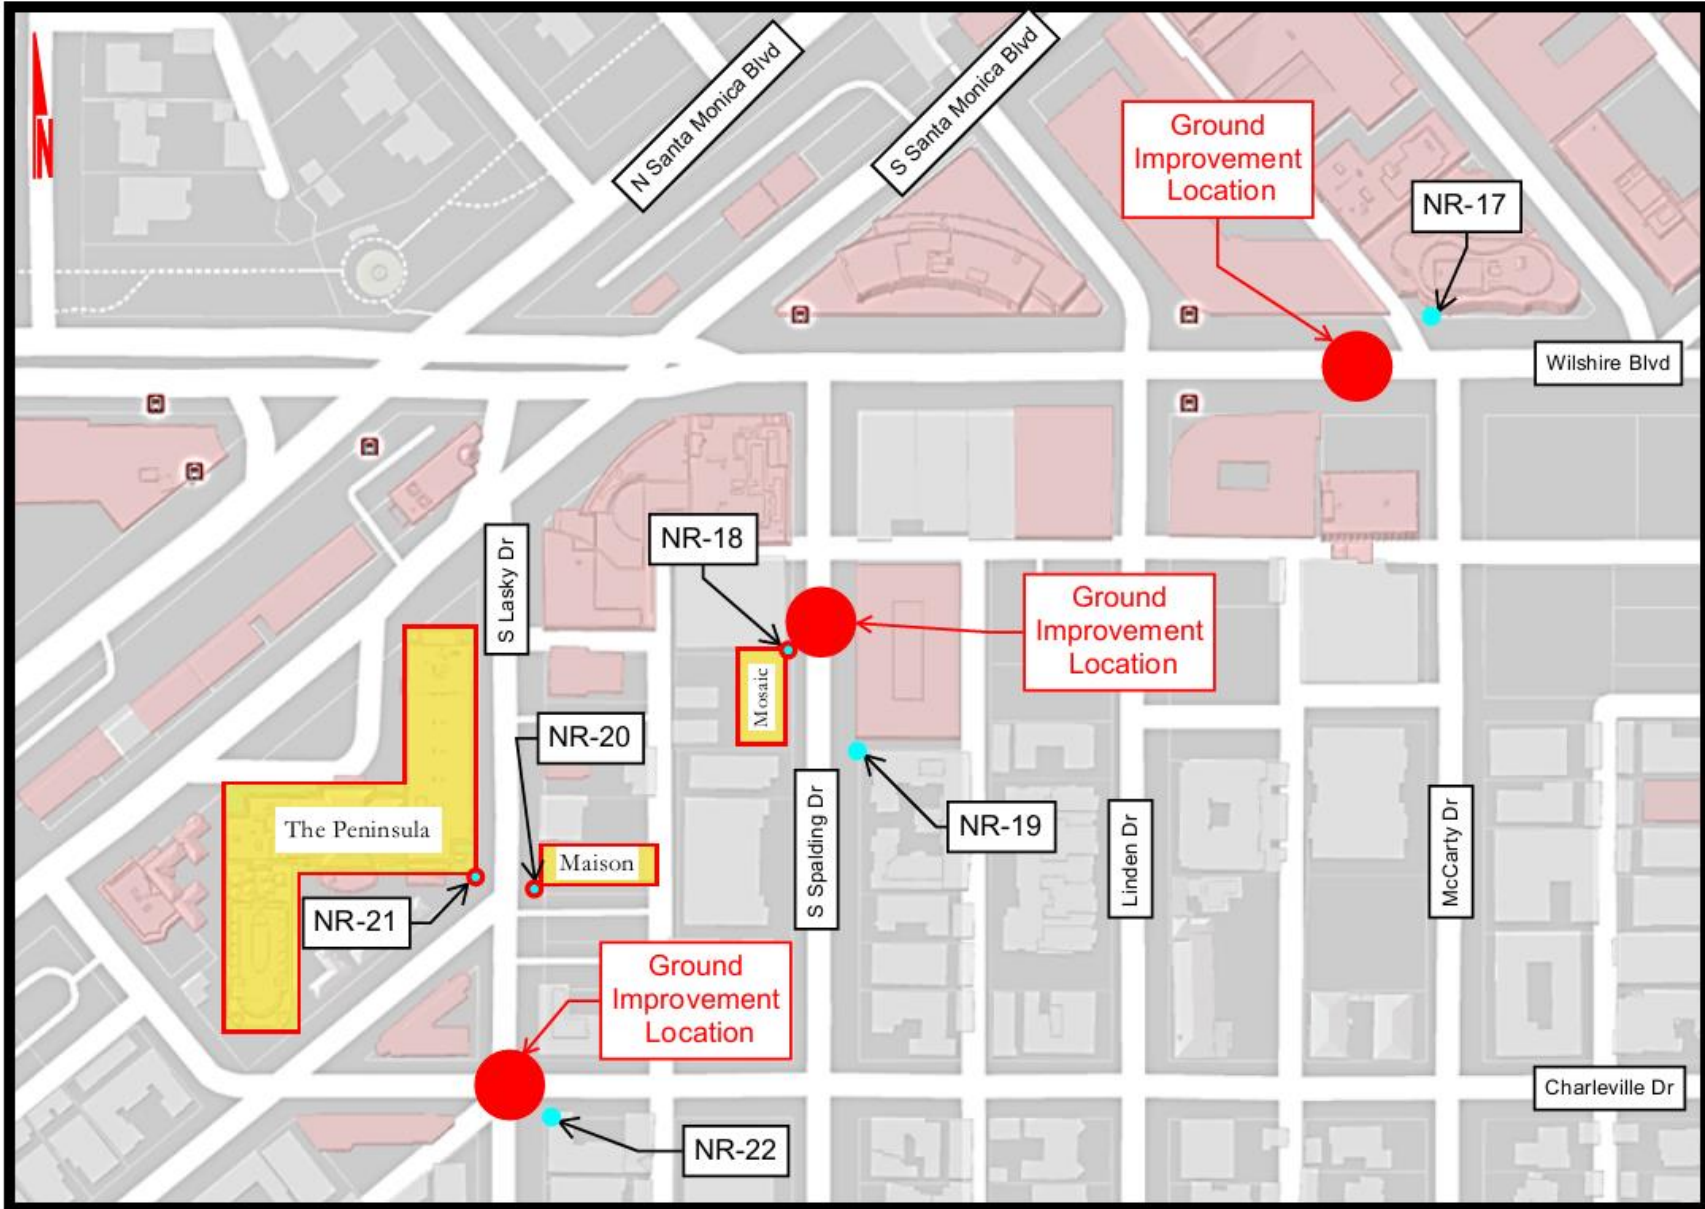 N Santa Monica Blvd
S Santa Monica Blvd
Ground
Improvement
Location
NR-17
N
Wilshire Blvd
NR-18
S Lasky Dr
Ground
Improvement
Location
Mosaic
NR-20
The Peninsula
Maison
S Spalding Dr
NR-19
Linden Dr
McCarty Dr
NR-21
Ground
Improvement
Location
Charleville Dr
NR-22